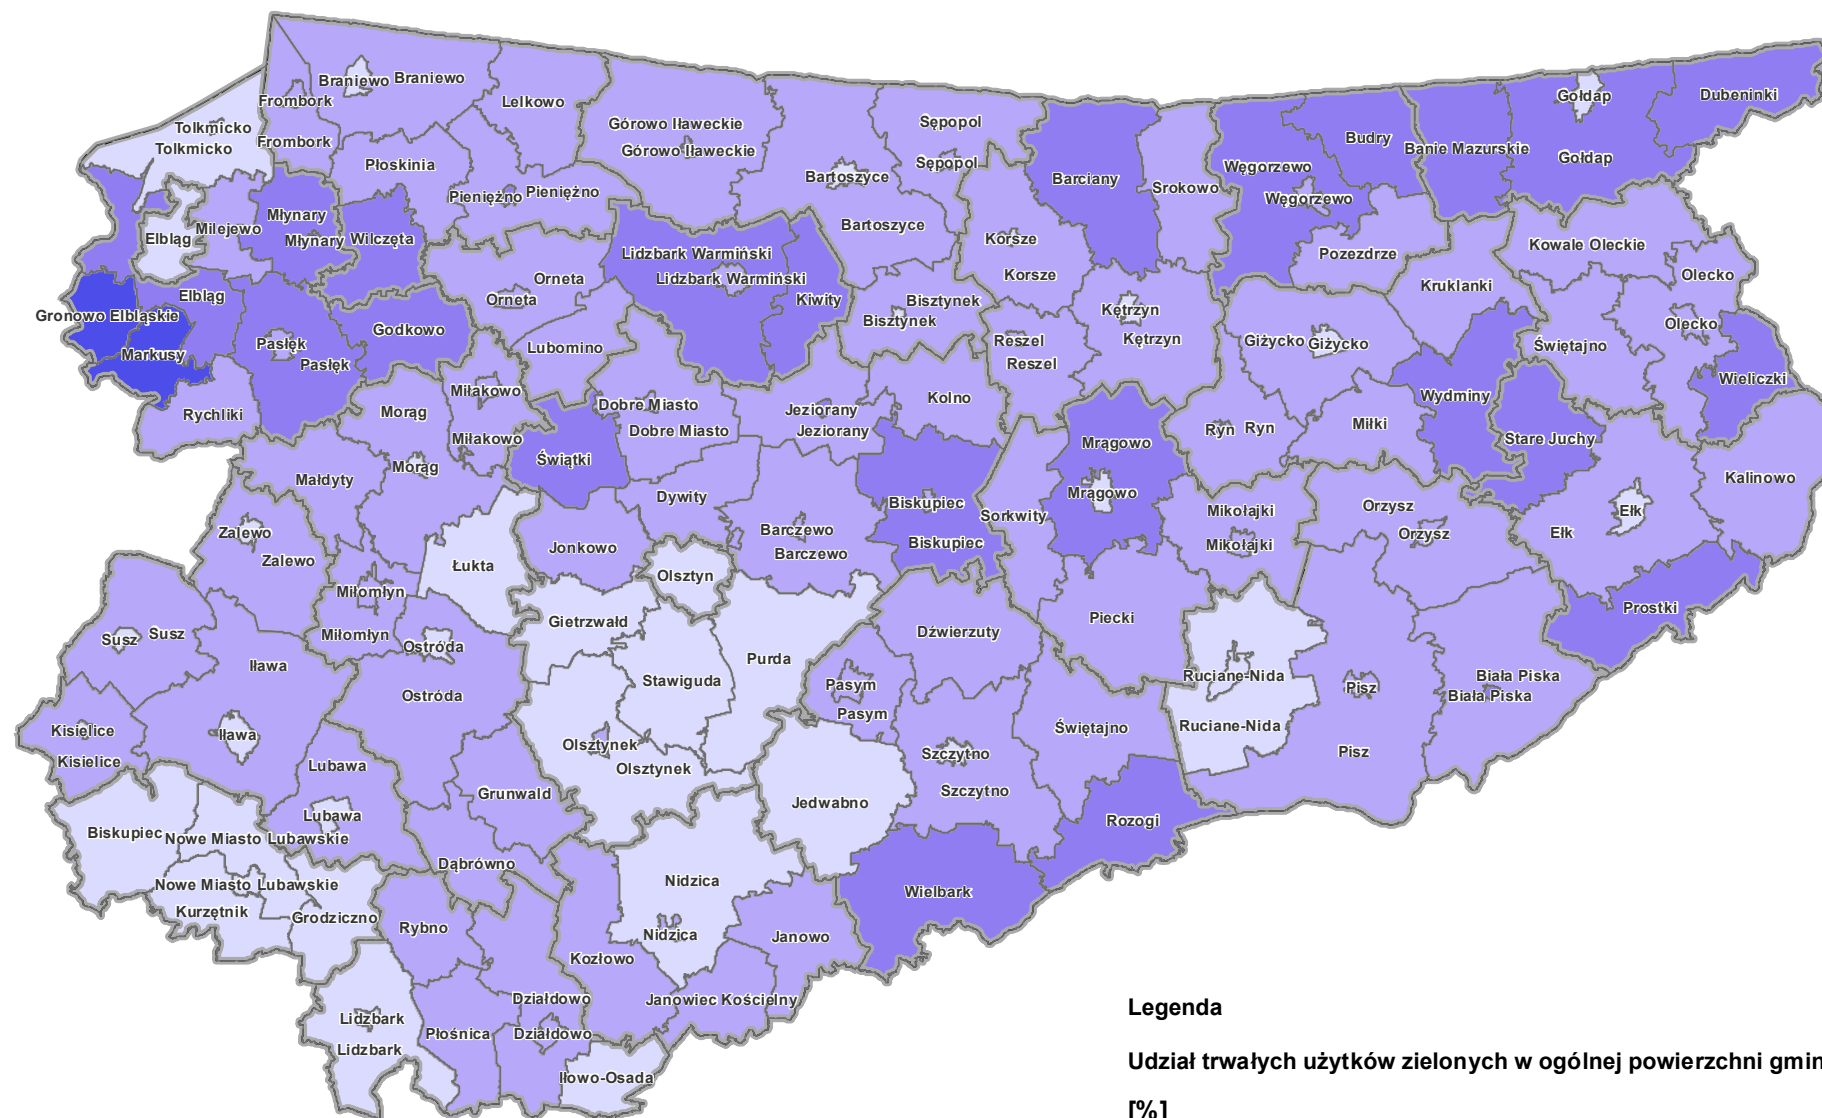 Braniewo
Braniewo
Lelkowo
Frombork
Frombork
Tolkmicko
Tolkmicko
Płoskinia
Pieniężno
Pieniężno
Górowo Iławeckie
Górowo Iławeckie
Sępopol
Sępopol
Bartoszyce
Bartoszyce
Barciany
Srokowo
Węgorzewo
Węgorzewo
Budry
Banie Mazurskie
Gołdap
Gołdap
Dubeninki
Elbląg
Milejewo
Młynary
Młynary
Wilczęta
Lidzbark Warmiński
Lidzbark Warmiński
Kiwity
Korsze
Korsze
Pozezdrze
Kruklanki
Kowale Oleckie
Olecko
Olecko
Orneta
Orneta
Elbląg
Gronowo Elbląskie
Markusy
Pasłęk
Pasłęk
Godkowo
Lubomino
Bisztynek
Bisztynek
Reszel
Reszel
Kętrzyn
Kętrzyn
Giżycko
Giżycko
Świętajno
Wieliczki
Wydminy
Rychliki
Morąg
Morąg
Miłakowo
Miłakowo
Dobre Miasto
Dobre Miasto
Jeziorany
Jeziorany
Kolno
Świątki
Mrągowo
Mrągowo
Ryn
Ryn
Miłki
Stare Juchy
Kalinowo
Małdyty
Dywity
Barczewo
Barczewo
Biskupiec
Biskupiec
Sorkwity
Mikołajki
Mikołajki
Orzysz
Orzysz
Ełk
Ełk
Zalewo
Zalewo
Łukta
Jonkowo
Olsztyn
Miłomłyn
Miłomłyn
Gietrzwałd
Purda
Stawiguda
Dźwierzuty
Piecki
Prostki
Susz
Susz
Iława
Iława
Ostróda
Ostróda
Pasym
Pasym
Ruciane-Nida
Ruciane-Nida
Pisz
Pisz
Biała Piska
Biała Piska
Kisielice
Kisielice
Olsztynek
Olsztynek
Świętajno
Szczytno
Szczytno
Lubawa
Lubawa
Grunwald
Jedwabno
Rozogi
Biskupiec
Nowe Miasto Lubawskie
Nowe Miasto Lubawskie
Kurzętnik
Grodziczno
Dąbrówno
Nidzica
Nidzica
Wielbark
Rybno
Kozłowo
Janowo
Janowiec Kościelny
Lidzbark
Lidzbark
Płośnica
Działdowo
Działdowo
Iłowo-Osada
Legenda
Udział trwałych użytków zielonych w ogólnej powierzchni gmin
[%]